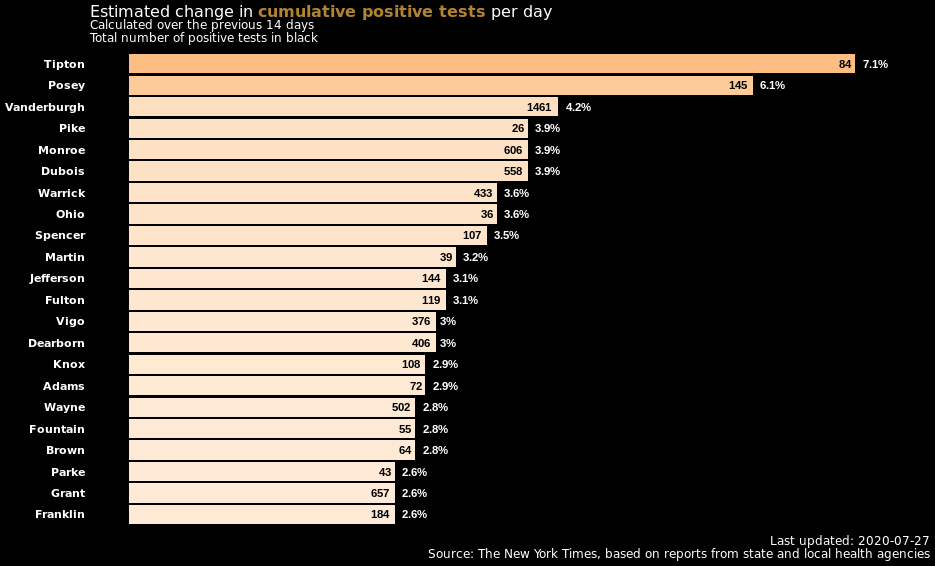 Estimated change in cumulative positive tests per day
Calculated over the previous 14 days
Total number of positive tests in black
Tipton 84 7.1%
Posey 145 6.1%
Vanderburgh 1461 4.2%
Pike 26 3.9%
Monroe 606 3.9%
Dubois 558 3.9%
Warrick 433 3.6%
Ohio 36 3.6%
Spencer 107 3.5%
Martin 39 3.2%
Jefferson 144 3.1%
Fulton 119 3.1%
Vigo 376 3%
Dearborn 406 3%
Knox 108 2.9%
Adams 72 2.9%
Wayne 502 2.8%
Fountain 55 2.8%
Brown 64 2.8%
Parke 43 2.6%
Grant 657 2.6%
Franklin 184 2.6%
Last updated: 2020-07-27
Source: The New York Times, based on reports from state and local health agencies